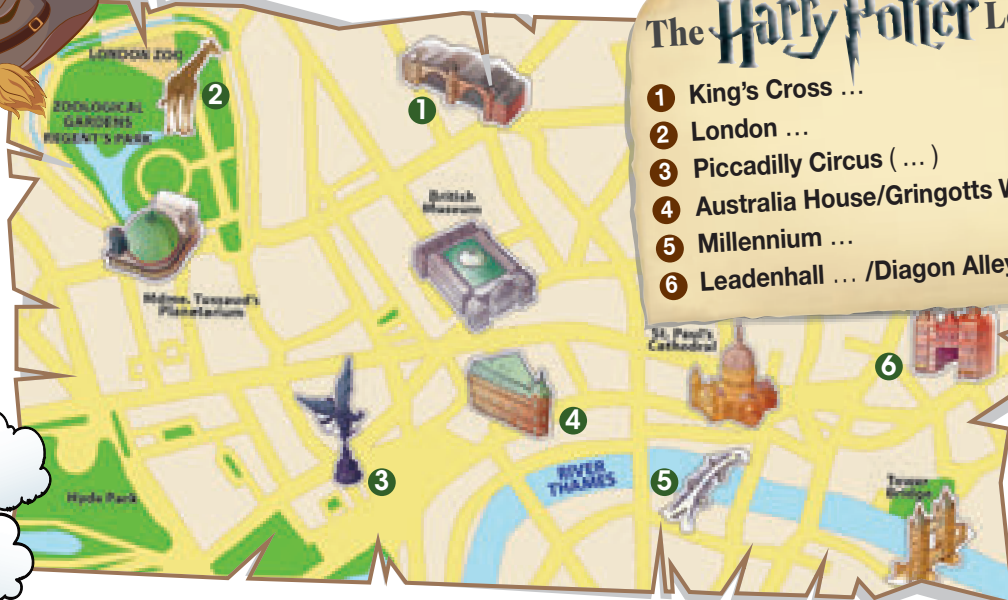 The Harry Potter L
1 King's Cross ...
2 London ...
3 Piccadilly Circus ( ... )
4 Australia House/Gringotts W
5 Millennium ...
6 Leadenhall ... /Diagon Alley
LONDON ZOO
2
1
ZOOLOGICAL
GARDENS
REGENT'S PARK
British
Museum
Mdme. Tussaud's
Planetarium
St. Paul's
Cathedral
6
4
3
RIVER
THAMES
5
Hyde Park
Tower
Bridge